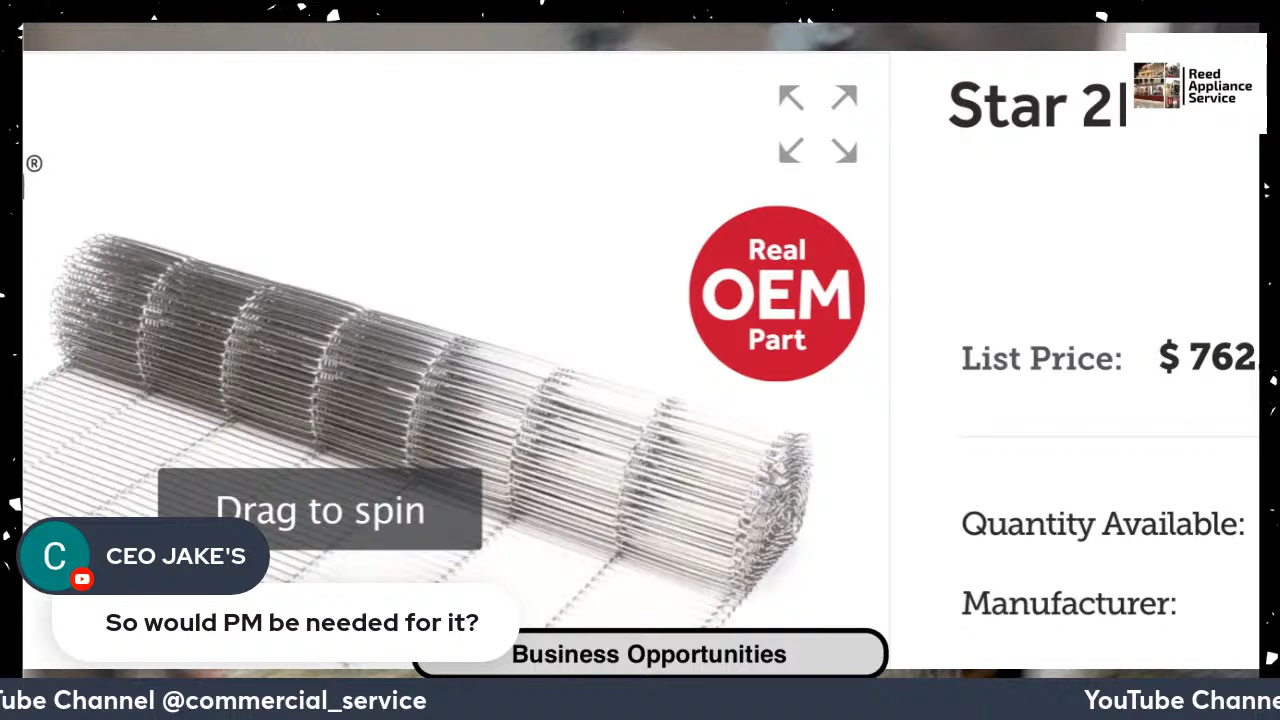 ®
Real
OEM
Part
Star
Reed
Appliance
Service
List Price: $ 762
Quantity Available:
Manufacturer:
Drag to spin
C
CEO JAKE'S
So would PM be needed for it?
Business Opportunities
Tube Channel @commercial_service
YouTube Channe